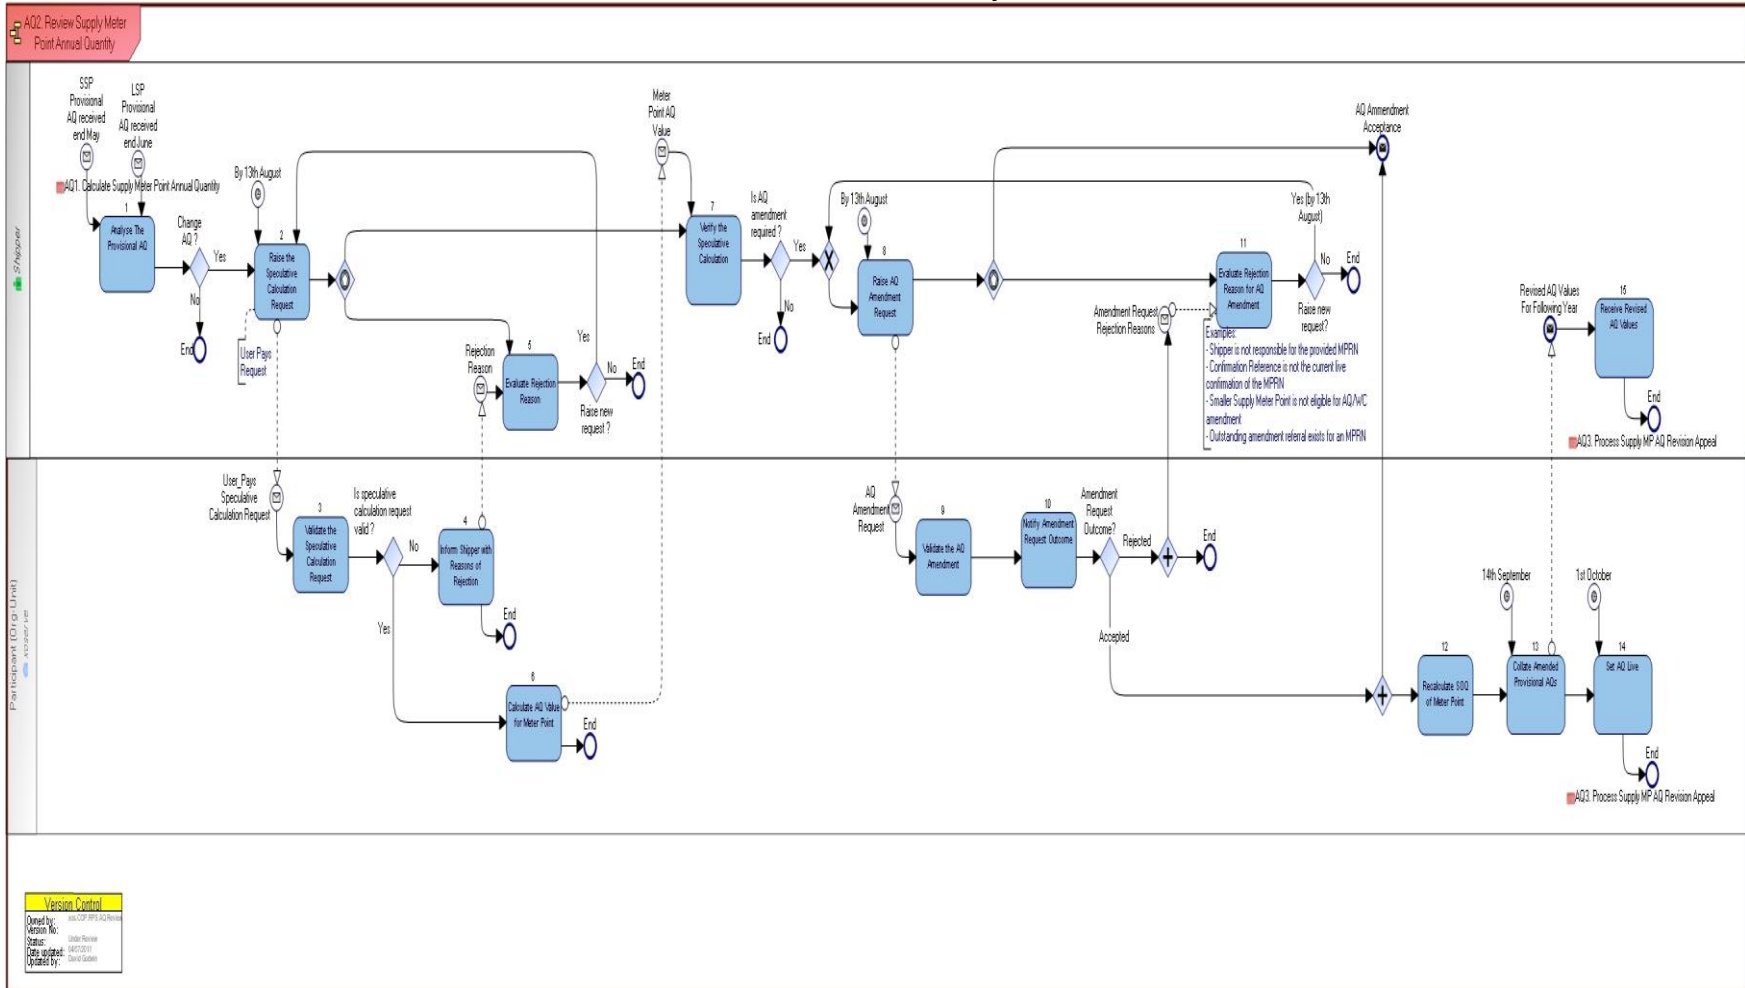 AQ2. Review Supply Meter
Point Annual Quantity
Shipper
SSP
Provisional
AQ received
end May
LSP
Provisional
AQ received
end June
AQ1. Calculate Supply Meter Point Annual Quantity
1
Analyse The
Provisional AQ
Change
AQ ?
Yes
No
End
By 13th August
2
Raise the
Speculative
Calculation
Request
User Pays
Request
Rejection
Reason
5
Evaluate Rejection
Reason
Yes
No
End
Raise new
request ?
Meter
Point AQ
Value
7
Verify the
Speculative
Calculation
Is AQ
amendment
required ?
Yes
No
End
By 13th August
8
Raise AQ
Amendment
Request
AQ Ammendment
Acceptance
Yes (by 13th
August)
11
Evaluate Rejection
Reason for AQ
Amendment
No
End
Raise new
request?
Amendment Request
Rejection Reasons
Examples:
- Shipper is not responsible for the provided MPRN
- Confirmation Reference is not the current live
confirmation of the MPRN
- Smaller Supply Meter Point is not eligible for AQ/WC
amendment
- Outstanding amendment referral exists for an MPRN
Revised AQ Values
For Following Year
15
Receive Revised
AQ Values
End
AQ3. Process Supply MP AQ Revision Appeal
Participant (Org-Unit)
xoserve
User_Pays
Speculative
Calculation Request
3
Validate the
Speculative
Calculation
Request
Is speculative
calculation request
valid ?
No
Yes
4
Inform Shipper with
Reasons of
Rejection
End
6
Calculate AQ Value
for Meter Point
End
AQ
Amendment
Request
9
Validate the AQ
Amendment
10
Notify Amendment
Request Outcome
Amendment
Request
Outcome?
Rejected
End
Accepted
12
Recalculate SOQ
of Meter Point
14th September
13
Collate Amended
Provisional AQs
1st October
14
Set AQ Live
End
AQ3. Process Supply MP AQ Revision Appeal
Version Control
Owned by:
Version No:
Status: Under Review
Date updated: 04/07/2011
Updated by: David Godwin